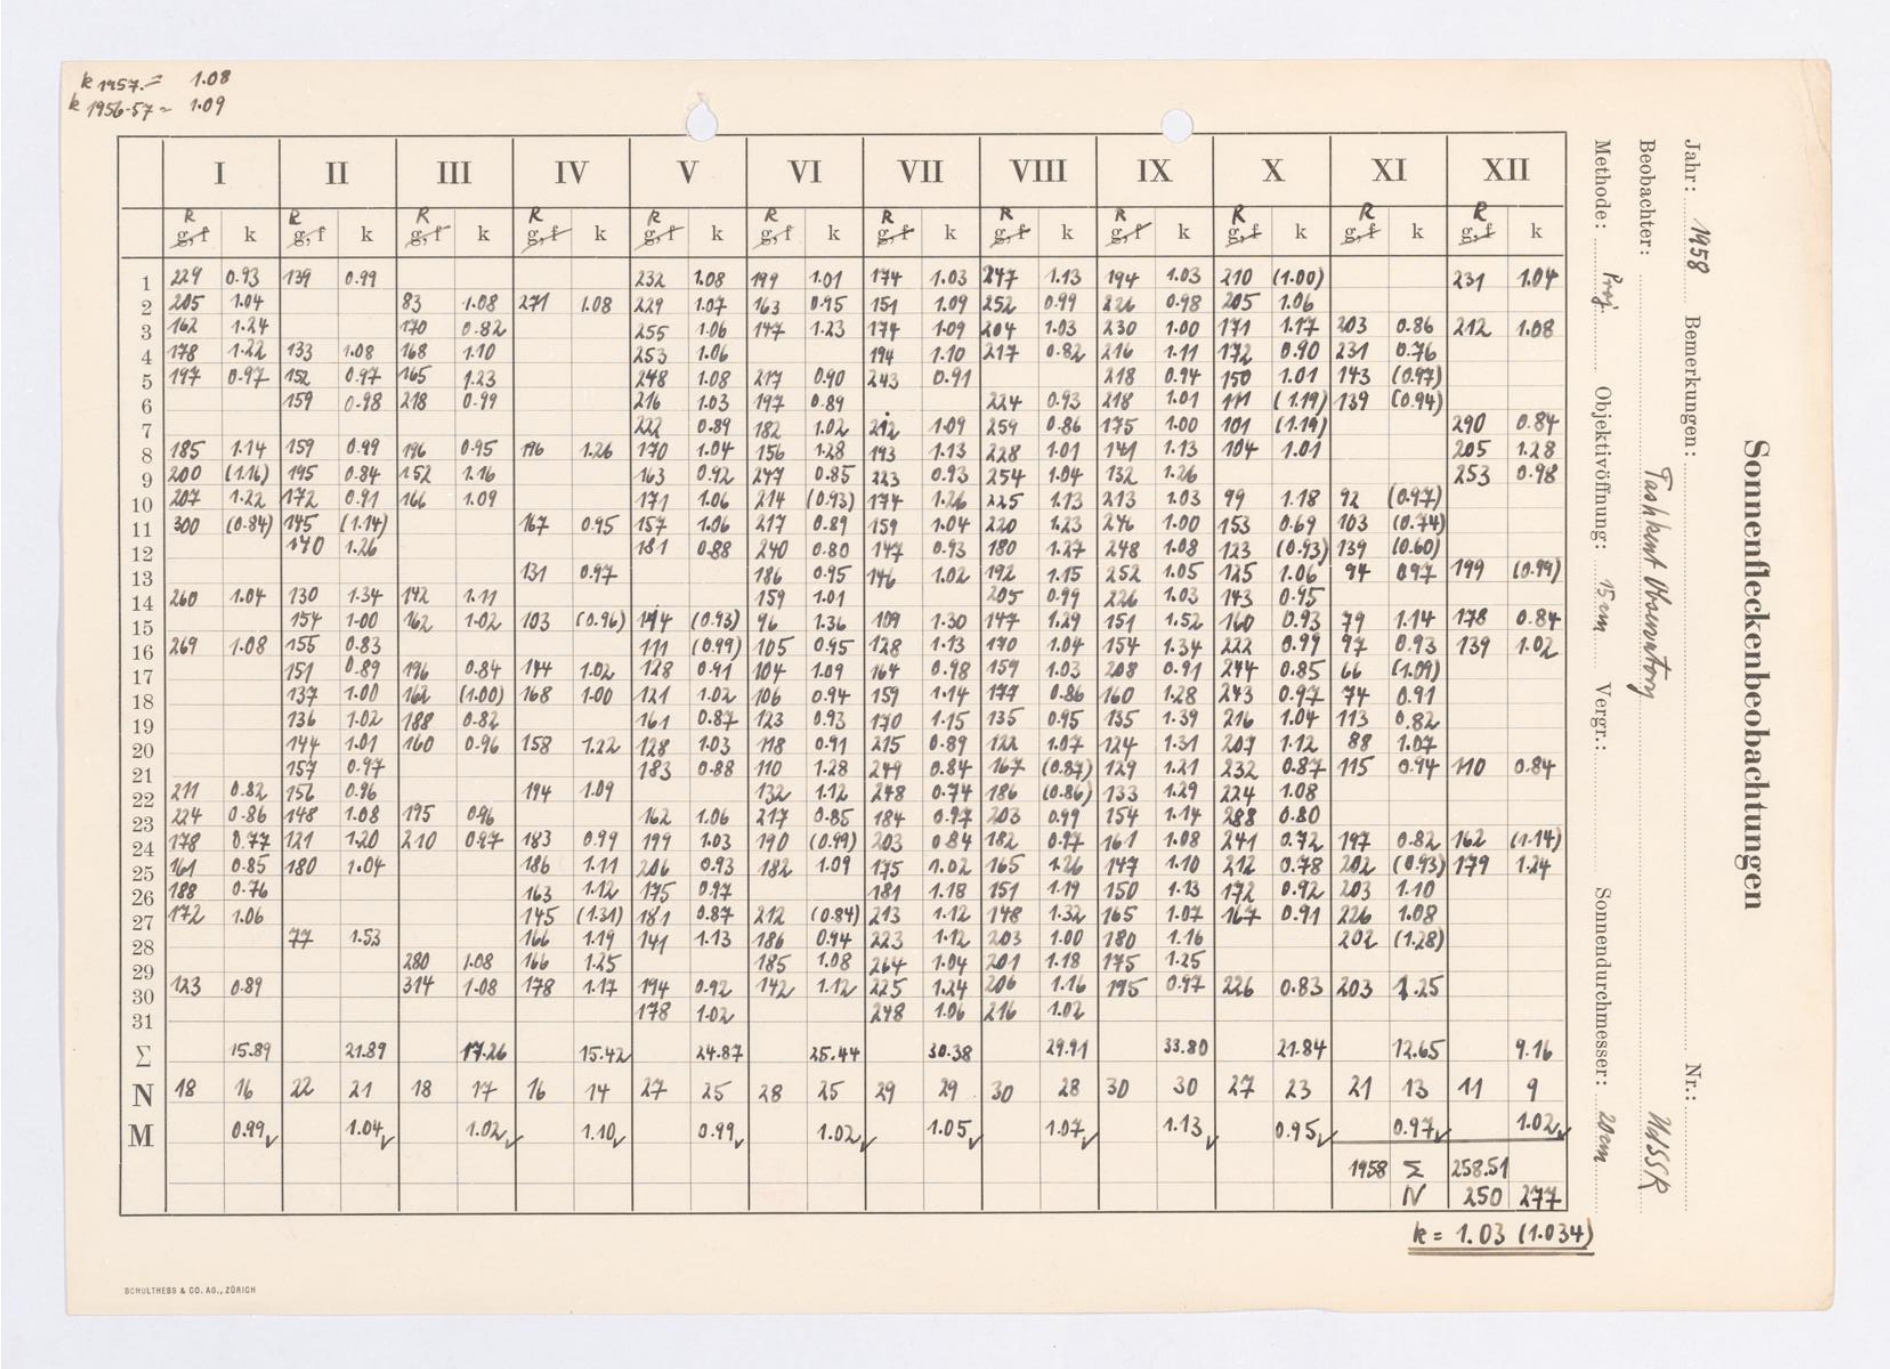 k 1957.= 1.08
k 1956-57 = 1.09
I II III IV V VI VII VIII IX X XI XII
R R R R R R R R R R R R
g, f k g, f k g, f k g, f k g, f k g, f k g, f k g, f k g, f k g, f k g, f k g, f k
1 229 0.93 139 0.99 232 1.08 199 1.01 174 1.03 247 1.13 194 1.03 210 (1.00) 231 1.04
2 205 1.04 83 1.08 271 1.08 229 1.07 163 0.95 151 1.09 252 0.99 226 0.98 205 1.06
3 162 1.24 170 0.82 255 1.06 147 1.23 174 1.09 204 1.03 230 1.00 171 1.17 203 0.86 212 1.08
4 178 1.22 133 1.08 168 1.10 253 1.06 194 1.10 217 0.82 216 1.11 172 0.90 231 0.76
5 197 0.97 152 0.97 165 1.23 248 1.08 217 0.90 243 0.91 218 0.94 150 1.01 143 (0.97)
6 159 0.98 218 0.99 216 1.03 197 0.89 224 0.93 218 1.01 111 (1.19) 139 (0.94)
7 222 0.89 182 1.02 212 1.09 259 0.86 175 1.00 101 (1.19) 290 0.84
8 185 1.14 159 0.99 196 0.95 196 1.26 170 1.04 156 1.28 193 1.13 228 1.01 141 1.13 104 1.01 205 1.28
9 200 (1.16) 195 0.84 152 1.16 163 0.92 247 0.85 223 0.93 254 1.04 132 1.26 253 0.98
10 207 1.22 172 0.91 166 1.09 171 1.06 214 (0.93) 174 1.26 225 1.13 213 1.03 99 1.18 92 (0.97)
11 300 (0.84) 145 (1.14) 167 0.95 157 1.06 217 0.89 159 1.04 220 1.23 246 1.00 153 0.69 103 (0.74)
12 140 1.26 181 0.88 240 0.80 147 0.93 180 1.27 248 1.08 123 (0.93) 139 (0.60)
13 131 0.97 186 0.95 146 1.02 192 1.15 252 1.05 125 1.06 94 0.97 199 (0.99)
14 260 1.04 130 1.34 142 1.11 159 1.01 205 0.99 226 1.03 143 0.95
15 154 1.00 162 1.02 103 (0.96) 144 (0.93) 96 1.36 109 1.30 147 1.29 151 1.52 160 0.93 79 1.14 178 0.84
16 269 1.08 155 0.83 111 (0.99) 105 0.95 128 1.13 170 1.04 154 1.34 222 0.99 97 0.93 139 1.02
17 151 0.89 196 0.84 144 1.02 128 0.91 104 1.09 164 0.98 159 1.03 208 0.91 244 0.85 66 (1.09)
18 137 1.00 162 (1.00) 168 1.00 121 1.02 106 0.94 159 1.14 177 0.86 160 1.28 243 0.97 74 0.91
19 136 1.02 188 0.82 161 0.87 123 0.93 170 1.15 135 0.95 135 1.39 216 1.04 113 0.82
20 144 1.01 160 0.96 158 1.22 128 1.03 118 0.91 215 0.89 122 1.07 124 1.31 207 1.12 88 1.07
21 157 0.97 183 0.88 110 1.28 249 0.84 167 (0.87) 129 1.21 232 0.87 115 0.94 110 0.84
22 211 0.82 152 0.96 194 1.09 132 1.12 248 0.74 186 (0.86) 133 1.29 224 1.08
23 224 0.86 148 1.08 195 0.96 162 1.06 217 0.85 184 0.97 203 0.99 154 1.14 288 0.80
24 178 0.77 121 1.20 210 0.97 183 0.99 199 1.03 190 (0.99) 203 0.84 182 0.97 161 1.08 241 0.72 197 0.82 162 (1.14)
25 161 0.85 180 1.04 186 1.11 206 0.93 182 1.09 175 1.02 165 1.26 147 1.10 212 0.78 202 (0.93) 179 1.24
26 188 0.76 163 1.12 175 0.97 181 1.18 151 1.19 150 1.13 172 0.92 203 1.10
27 172 1.06 145 (1.31) 181 0.87 212 (0.84) 213 1.12 148 1.32 165 1.07 167 0.91 226 1.08
28 77 1.53 166 1.19 141 1.13 186 0.94 223 1.12 203 1.00 180 1.16 202 (1.28)
29 280 1.08 166 1.25 185 1.08 264 1.04 201 1.18 175 1.25
30 123 0.89 314 1.08 178 1.17 194 0.92 142 1.12 225 1.24 206 1.16 195 0.97 226 0.83 203 1.25
31 178 1.02 248 1.06 216 1.02
Σ 15.89 21.89 17.26 15.42 24.87 25.44 30.38 29.91 33.80 21.84 12.65 9.16
N 18 16 22 21 18 17 16 14 27 25 28 25 29 29 30 28 30 30 27 23 21 13 11 9
M 0.99✓ 1.04✓ 1.02✓ 1.10✓ 0.99✓ 1.02✓ 1.05✓ 1.07✓ 1.13✓ 0.95✓ 0.97✓ 1.02✓
1958 Σ 258.51
N 250 277
k = 1.03 (1.034)
SCHULTHESS & CO. AG., ZÜRICH
Sonnenfleckenbeobachtungen
Jahr: 1958 Bemerkungen: Nr.:
Beobachter: Tashkent Observatory UdSSR
Methode: Proj. Objektivöffnung: 15 cm Vergr.: Sonnendurchmesser: 20 cm